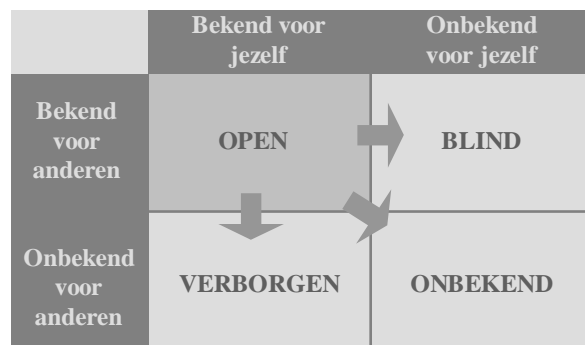 Bekend voor
jezelf
Onbekend
voor jezelf
Bekend
voor
anderen
OPEN
BLIND
Onbekend
voor
anderen
VERBORGEN
ONBEKEND